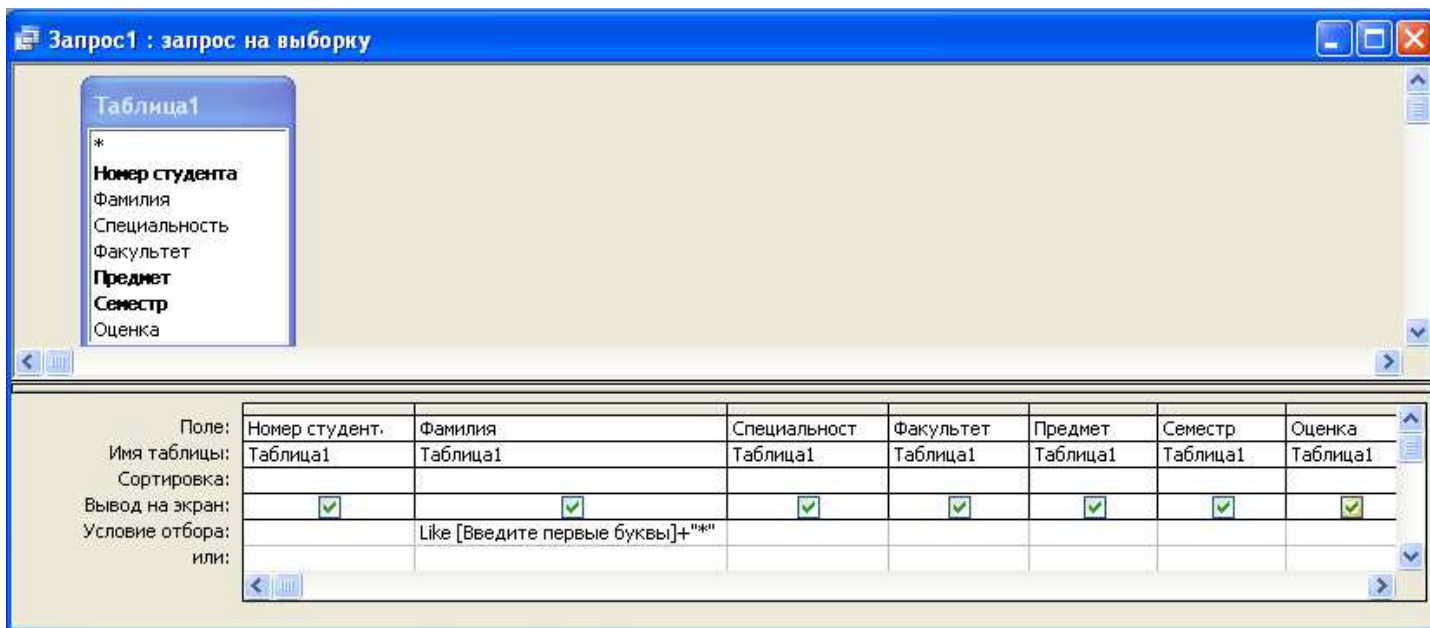 Запрос1 : запрос на выборку
Таблица1
*
Номер студента
Фамилия
Специальность
Факультет
Предмет
Семестр
Оценка
Поле: Номер студент. Фамилия Специальност Факультет Предмет Семестр Оценка
Имя таблицы: Таблица1 Таблица1 Таблица1 Таблица1 Таблица1 Таблица1 Таблица1
Сортировка:
Вывод на экран:
Условие отбора: Like [Введите первые буквы]+"*"
или: